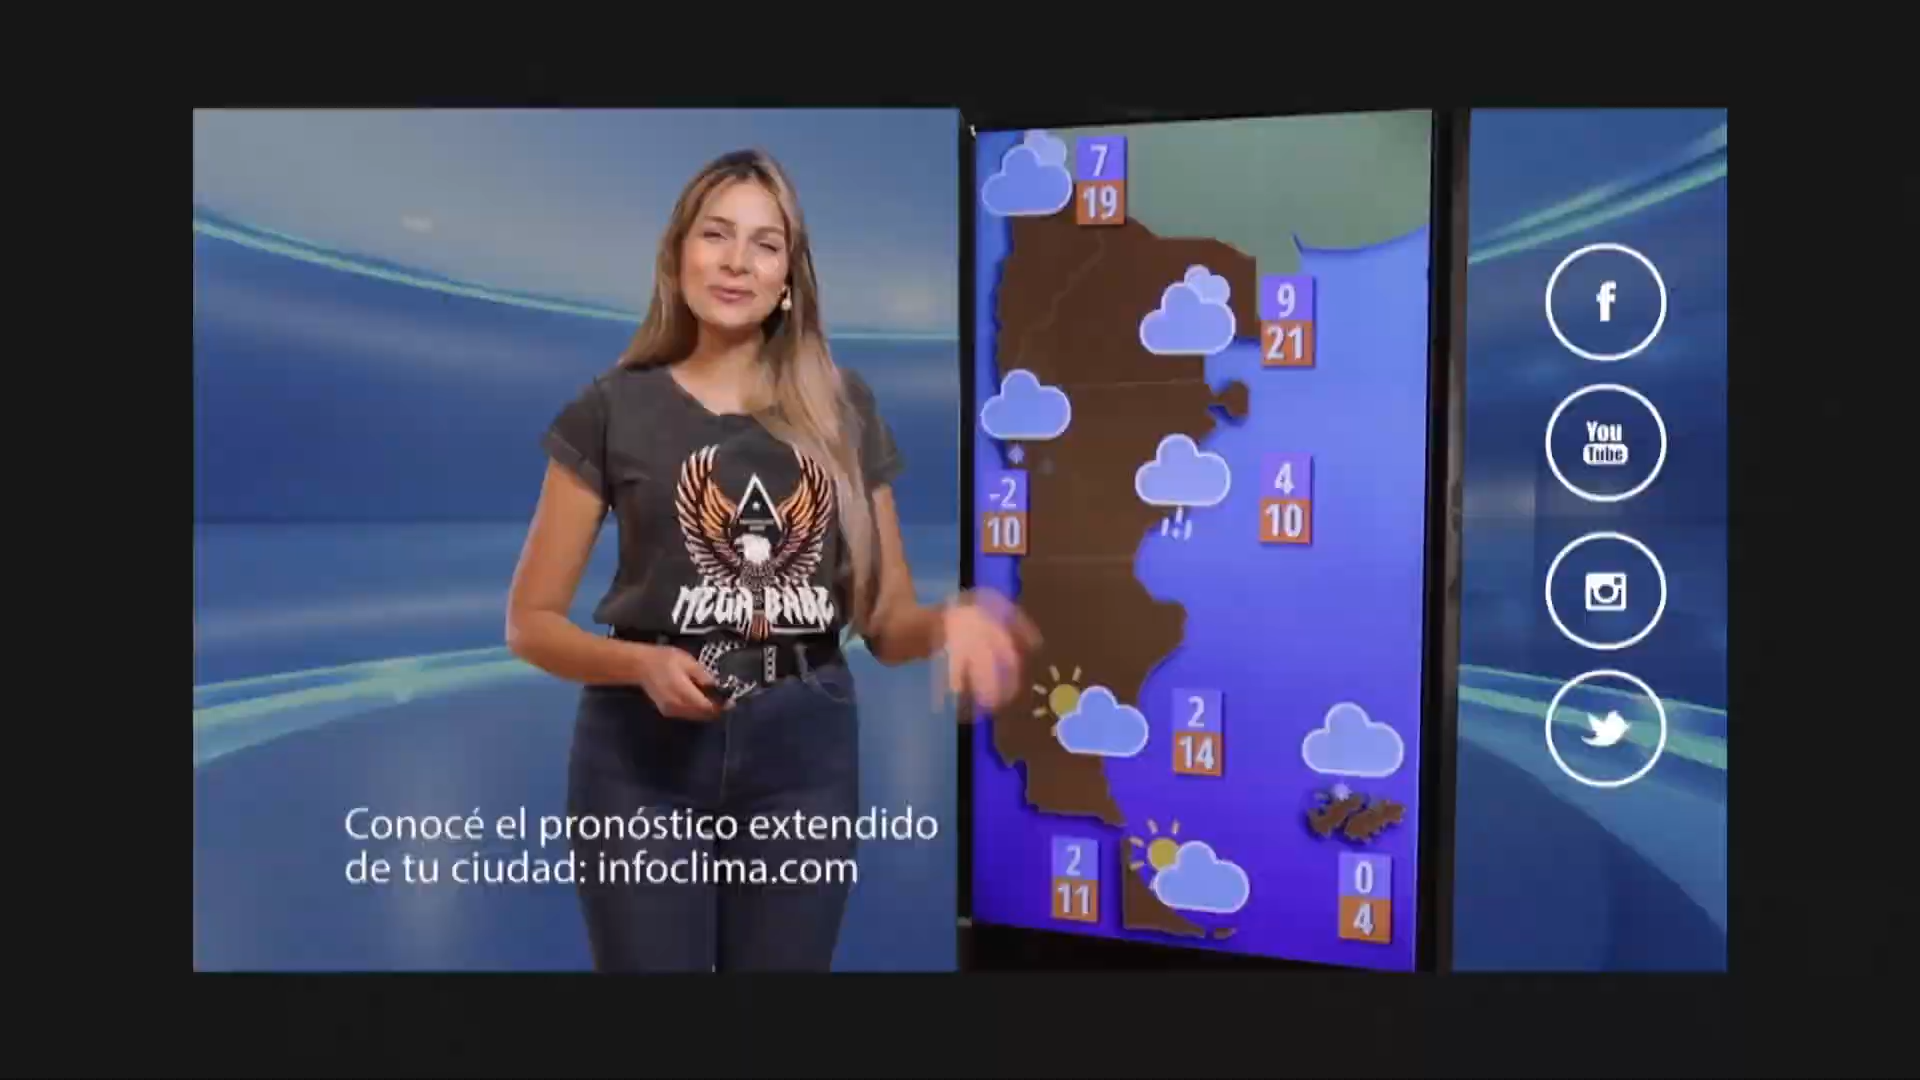 7
19
9
21
-2
10
4
10
MEGA BABE
2
14
Conocé el pronóstico extendido
de tu ciudad: infoclima.com
2
11
0
4
f
You
Tube